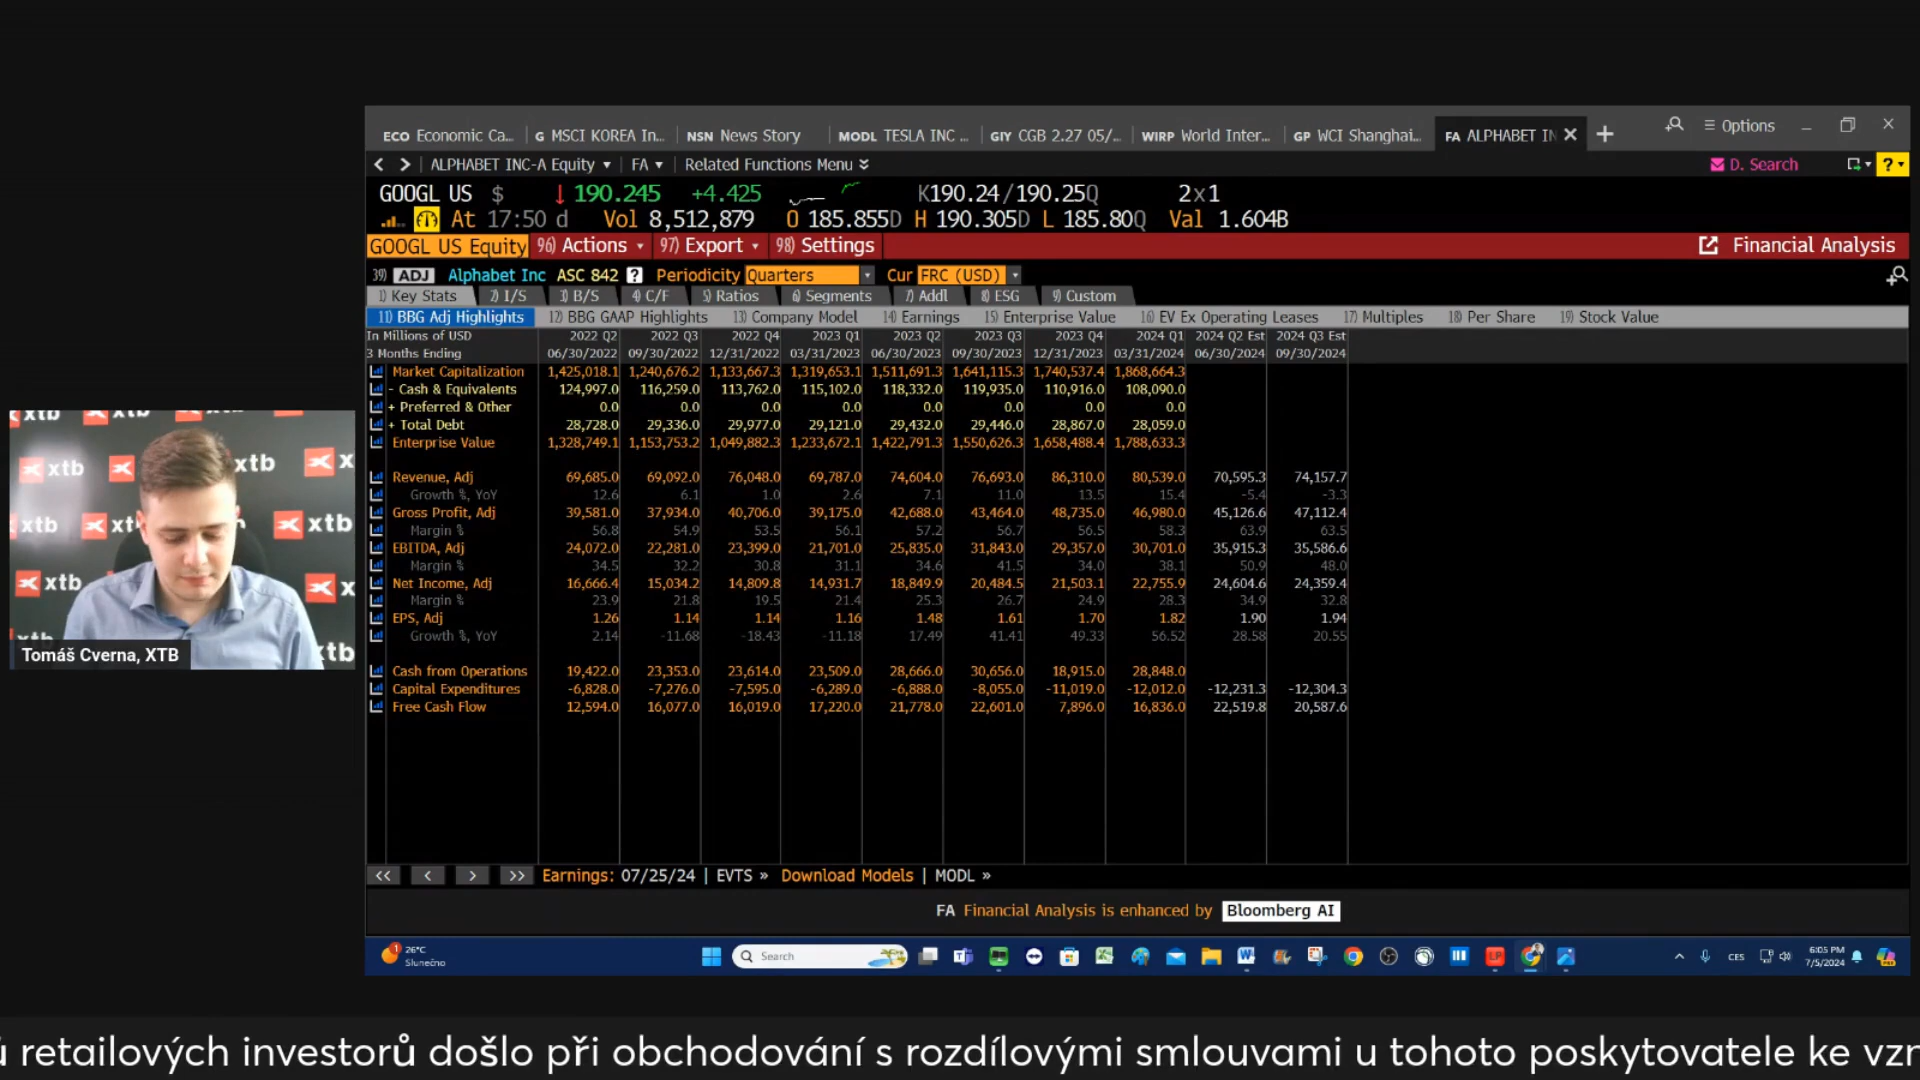 ECO Economic Ca... G MSCI KOREA In... NSN News Story MODL TESLA INC ... GIY CGB 2.27 05/... WIRP World Inter... GP WCI Shanghai... FA ALPHABET IN Options
ALPHABET INC-A Equity FA Related Functions Menu D. Search ?
GOOGL US $ ↓ 190.245 +4.425 K190.24/190.25Q 2x1
At 17:50 d Vol 8,512,879 O 185.855D H 190.305D L 185.80Q Val 1.604B
GOOGL US Equity 96) Actions 97) Export 98) Settings Financial Analysis
39) ADJ Alphabet Inc ASC 842 ? Periodicity Quarters Cur FRC (USD)
1) Key Stats 2) I/S 3) B/S 4) C/F 5) Ratios 6) Segments 7) Addl 8) ESG 9) Custom
11) BBG Adj Highlights 12) BBG GAAP Highlights 13) Company Model 14) Earnings 15) Enterprise Value 16) EV Ex Operating Leases 17) Multiples 18) Per Share 19) Stock Value
In Millions of USD 2022 Q2 2022 Q3 2022 Q4 2023 Q1 2023 Q2 2023 Q3 2023 Q4 2024 Q1 2024 Q2 Est 2024 Q3 Est
3 Months Ending 06/30/2022 09/30/2022 12/31/2022 03/31/2023 06/30/2023 09/30/2023 12/31/2023 03/31/2024 06/30/2024 09/30/2024
Market Capitalization 1,425,018.1 1,240,676.2 1,133,667.3 1,319,653.1 1,511,691.3 1,641,115.3 1,740,537.4 1,868,664.3
- Cash & Equivalents 124,997.0 116,259.0 113,762.0 115,102.0 118,332.0 119,935.0 110,916.0 108,090.0
+ Preferred & Other 0.0 0.0 0.0 0.0 0.0 0.0 0.0 0.0
+ Total Debt 28,728.0 29,336.0 29,977.0 29,121.0 29,432.0 29,446.0 28,867.0 28,059.0
Enterprise Value 1,328,749.1 1,153,753.2 1,049,882.3 1,233,672.1 1,422,791.3 1,550,626.3 1,658,488.4 1,788,633.3
Revenue, Adj 69,685.0 69,092.0 76,048.0 69,787.0 74,604.0 76,693.0 86,310.0 80,539.0 70,595.3 74,157.7
Growth %, YoY 12.6 6.1 1.0 2.6 7.1 11.0 13.5 15.4 -5.4 -3.3
Gross Profit, Adj 39,581.0 37,934.0 40,706.0 39,175.0 42,688.0 43,464.0 48,735.0 46,980.0 45,126.6 47,112.4
Margin % 56.8 54.9 53.5 56.1 57.2 56.7 56.5 58.3 63.9 63.5
EBITDA, Adj 24,072.0 22,281.0 23,399.0 21,701.0 25,835.0 31,843.0 29,357.0 30,701.0 35,915.3 35,586.6
Margin % 34.5 32.2 30.8 31.1 34.6 41.5 34.0 38.1 50.9 48.0
Net Income, Adj 16,666.4 15,034.2 14,809.8 14,931.7 18,849.9 20,484.5 21,503.1 22,755.9 24,604.6 24,359.4
Margin % 23.9 21.8 19.5 21.4 25.3 26.7 24.9 28.3 34.9 32.8
EPS, Adj 1.26 1.14 1.14 1.16 1.48 1.61 1.70 1.82 1.90 1.94
Growth %, YoY 2.14 -11.68 -18.43 -11.18 17.49 41.41 49.33 56.52 28.58 20.55
Cash from Operations 19,422.0 23,353.0 23,614.0 23,509.0 28,666.0 30,656.0 18,915.0 28,848.0
Capital Expenditures -6,828.0 -7,276.0 -7,595.0 -6,289.0 -6,888.0 -8,055.0 -11,019.0 -12,012.0 -12,231.3 -12,304.3
Free Cash Flow 12,594.0 16,077.0 16,019.0 17,220.0 21,778.0 22,601.0 7,896.0 16,836.0 22,519.8 20,587.6
xtb xtb xtb
xtb xtb
xtb xtb xtb
xtb
Tomáš Cverna, XTB
<< < > >> Earnings: 07/25/24 | EVTS » Download Models | MODL »
FA Financial Analysis is enhanced by Bloomberg AI
1 26°C
Slunečno
Search
CES 6:05 PM
7/5/2024
retailových investorů došlo při obchodování s rozdílovými smlouvami u tohoto poskytovatele ke vzn